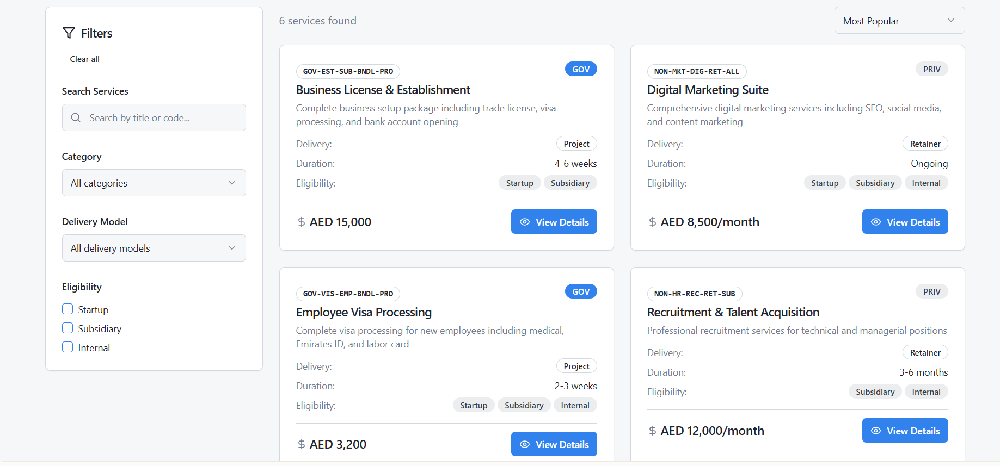 Filters
Clear all
Search Services
Search by title or code...
Category
All categories
Delivery Model
All delivery models
Eligibility
Startup
Subsidiary
Internal
6 services found
Most Popular
GOV-EST-SUB-BNDL-PRO
GOV
Business License & Establishment
Complete business setup package including trade license, visa
processing, and bank account opening
Delivery: Project
Duration: 4-6 weeks
Eligibility: Startup Subsidiary
$ AED 15,000
View Details
NON-MKT-DIG-RET-ALL
PRIV
Digital Marketing Suite
Comprehensive digital marketing services including SEO, social media,
and content marketing
Delivery: Retainer
Duration: Ongoing
Eligibility: Startup Subsidiary Internal
$ AED 8,500/month
View Details
GOV-VIS-EMP-BNDL-PRO
GOV
Employee Visa Processing
Complete visa processing for new employees including medical,
Emirates ID, and labor card
Delivery: Project
Duration: 2-3 weeks
Eligibility: Startup Subsidiary Internal
$ AED 3,200
View Details
NON-HR-REC-RET-SUB
PRIV
Recruitment & Talent Acquisition
Professional recruitment services for technical and managerial positions
Delivery: Retainer
Duration: 3-6 months
Eligibility: Subsidiary Internal
$ AED 12,000/month
View Details